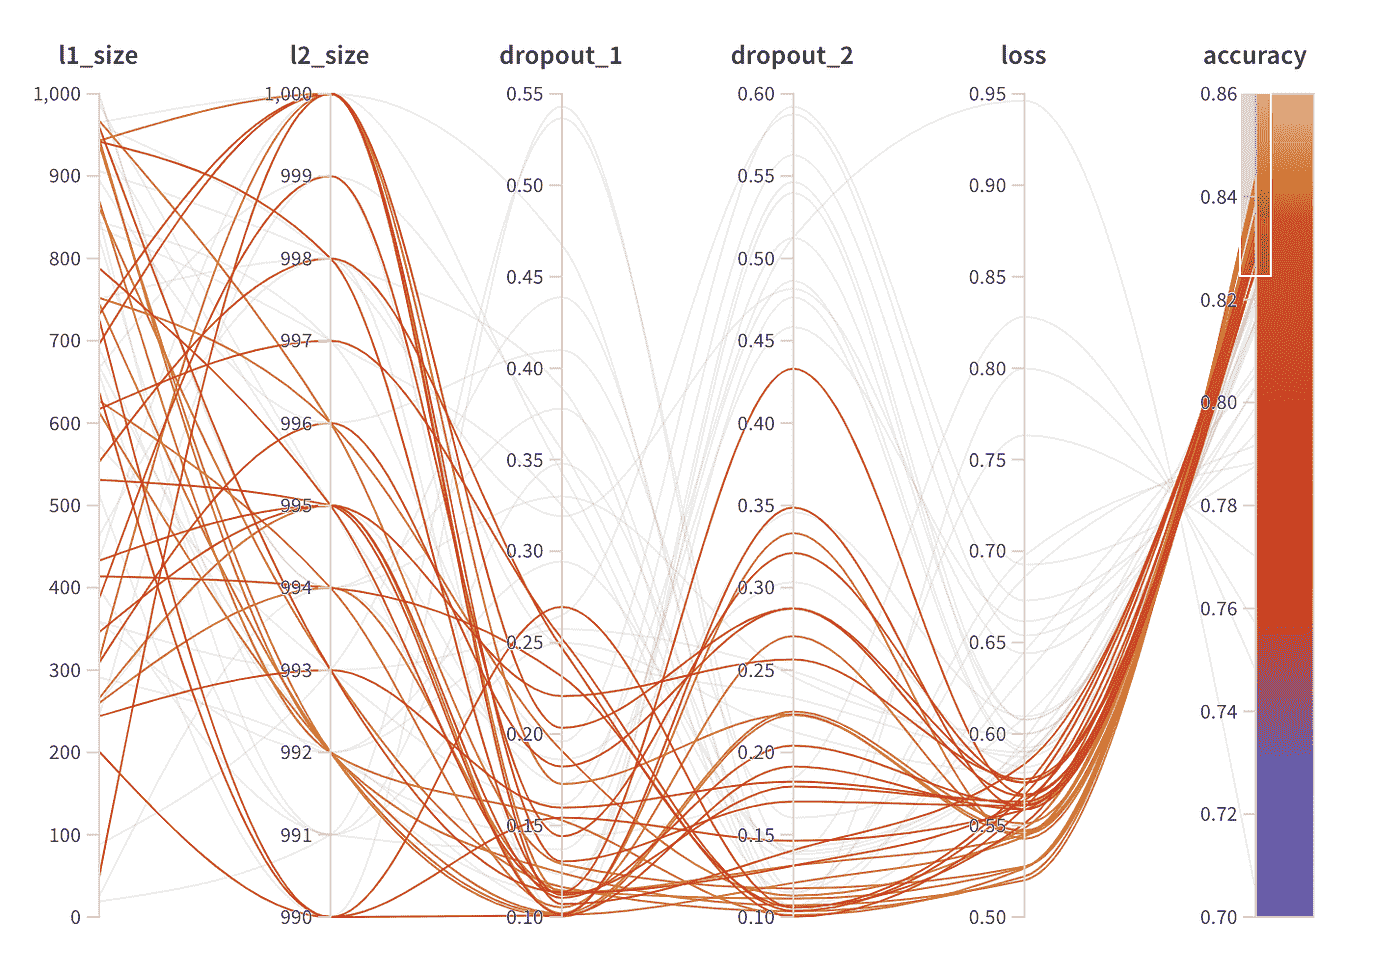 l1_size l2_size dropout_1 dropout_2 loss accuracy
1,000 1,000 0.55 0.60 0.95 0.86
900 999 0.50 0.55 0.90 0.84
800 998 0.45 0.50 0.85 0.82
700 997 0.40 0.45 0.80 0.80
600 996 0.35 0.40 0.75 0.78
500 995 0.30 0.35 0.70 0.76
400 994 0.25 0.30 0.65 0.74
300 993 0.20 0.25 0.60 0.72
200 992 0.15 0.20 0.55 0.70
100 991 0.10 0.15 0.50
0 990 0.10